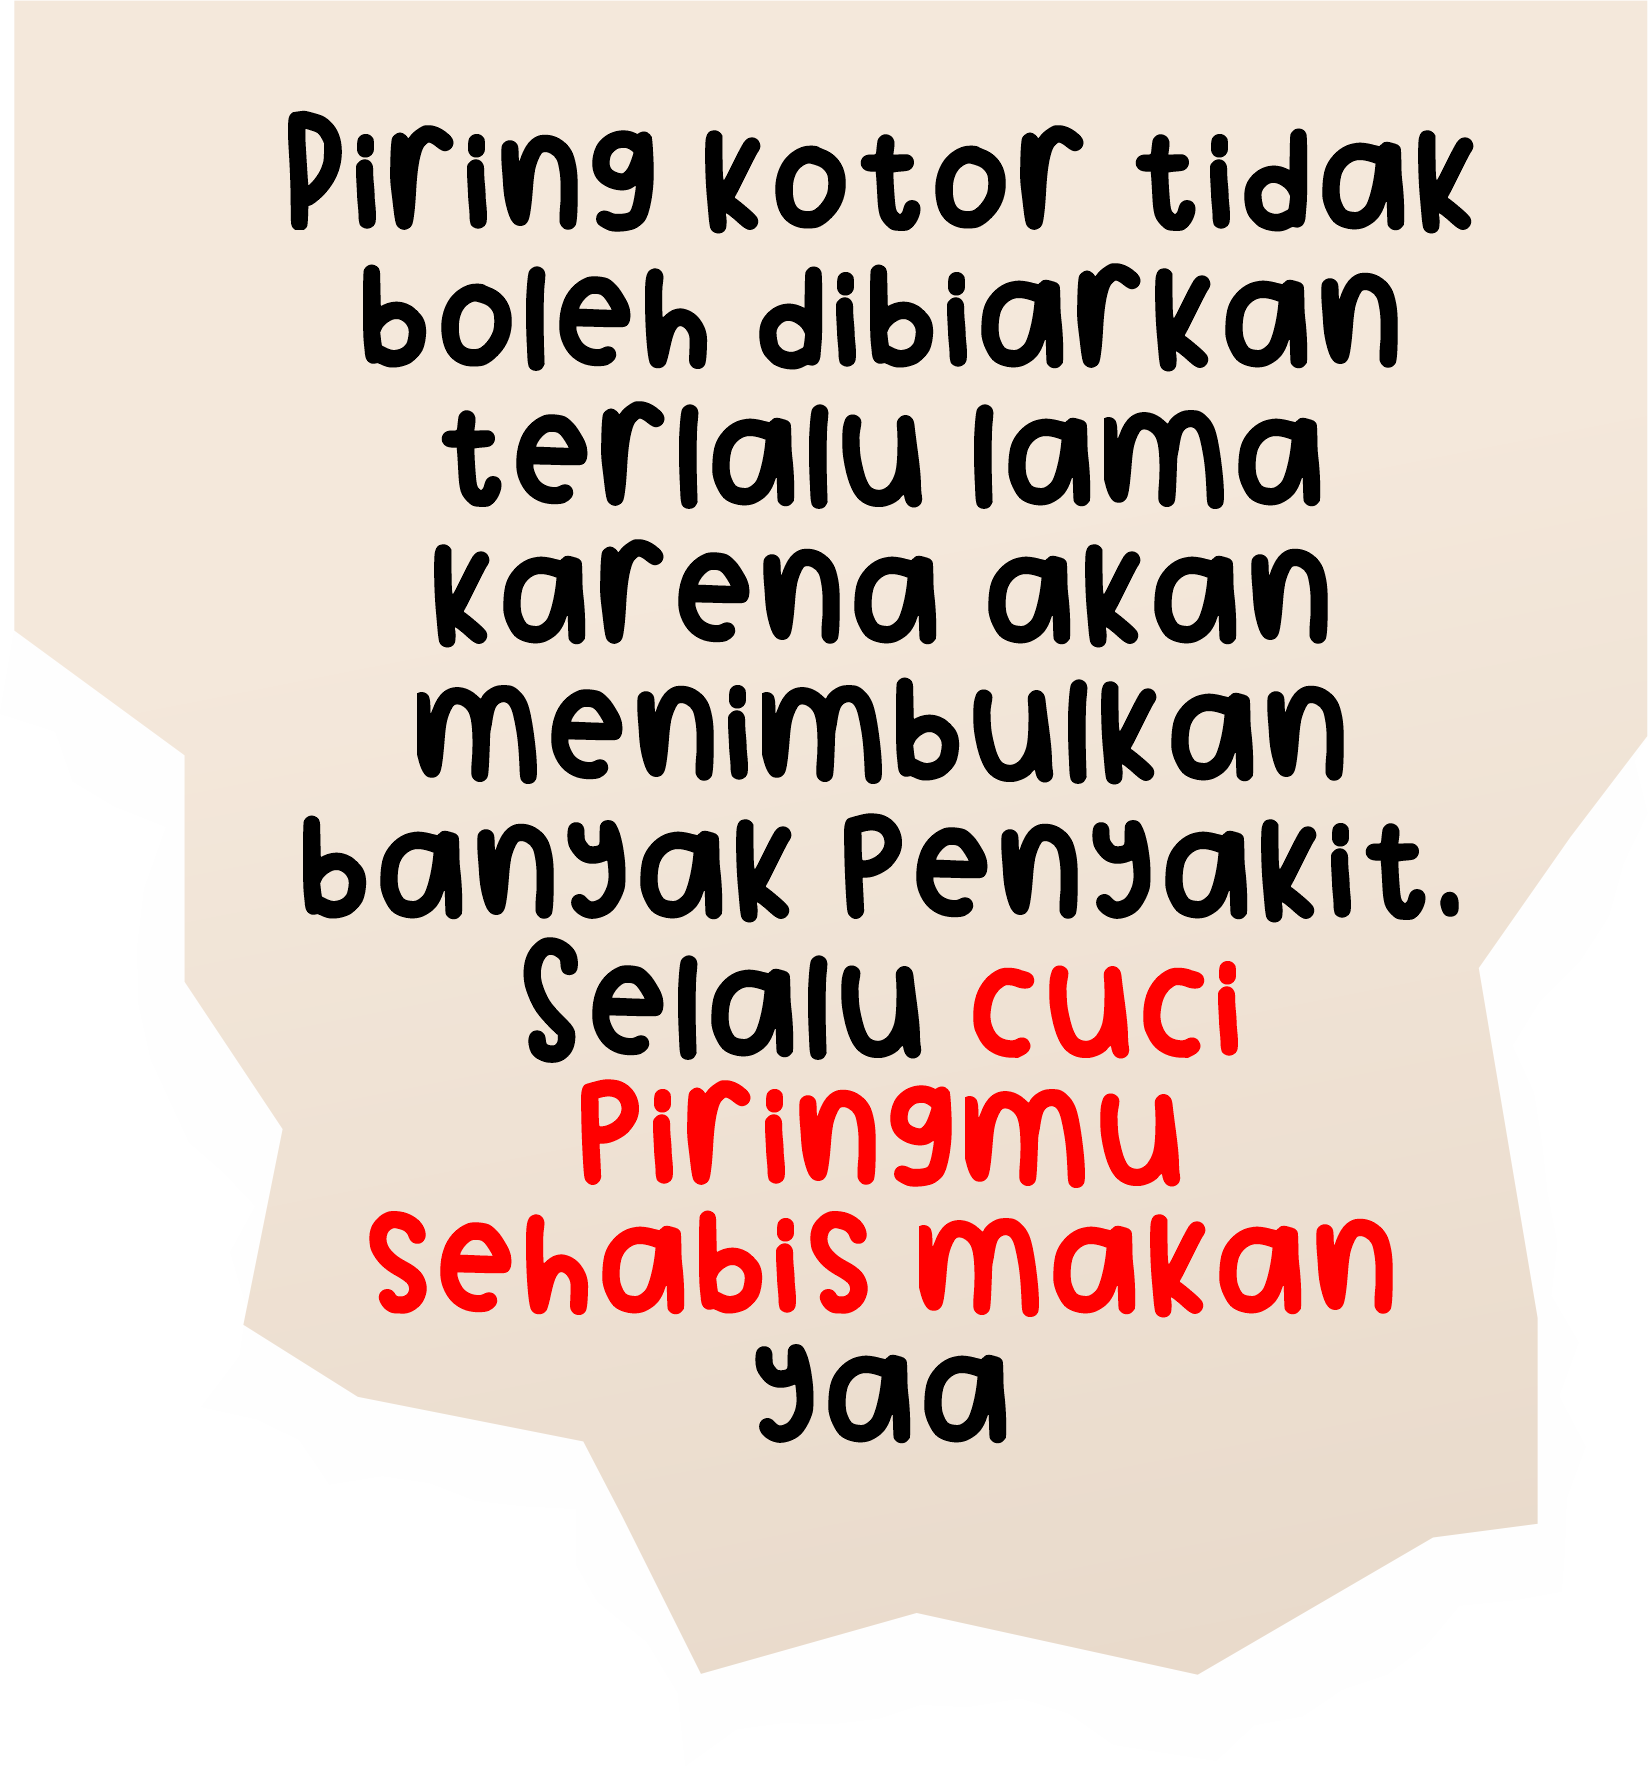 Piring kotor tidak
boleh dibiarkan
terlalu lama
karena akan
menimbulkan
banyak Penyakit.
Selalu cuci
Piringmu
sehabis makan
yaa